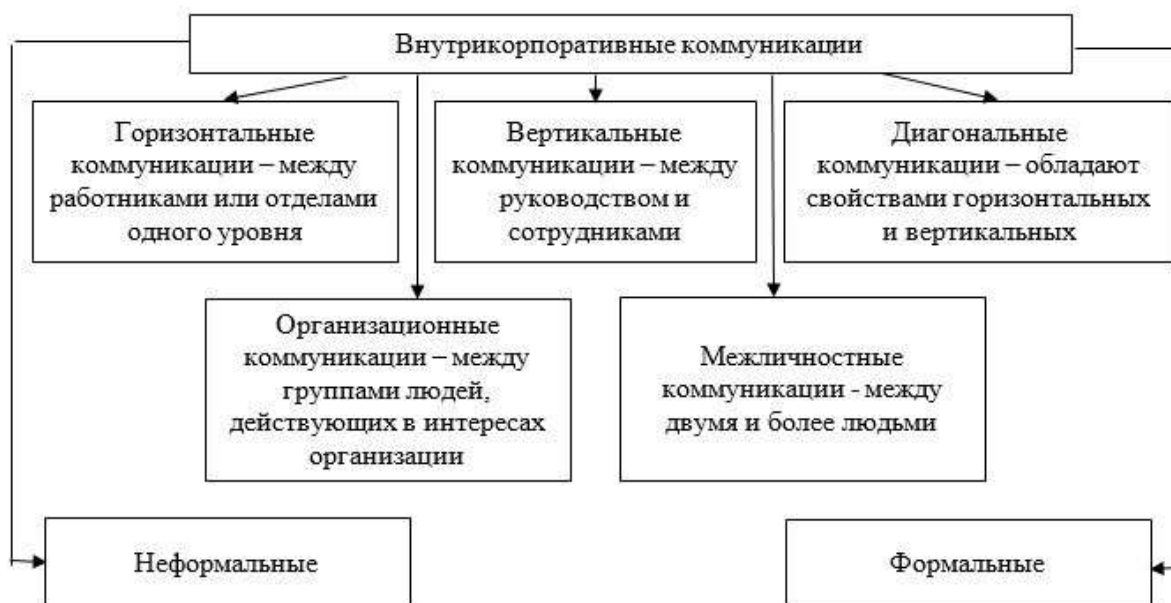 Внутрикорпоративные коммуникации
Горизонтальные
коммуникации – между
работниками или отделами
одного уровня
Вертикальные
коммуникации – между
руководством и
сотрудниками
Диагональные
коммуникации – обладают
свойствами горизонтальных
и вертикальных
Организационные
коммуникации – между
группами людей,
действующих в интересах
организации
Межличностные
коммуникации - между
двумя и более людьми
Неформальные
Формальные